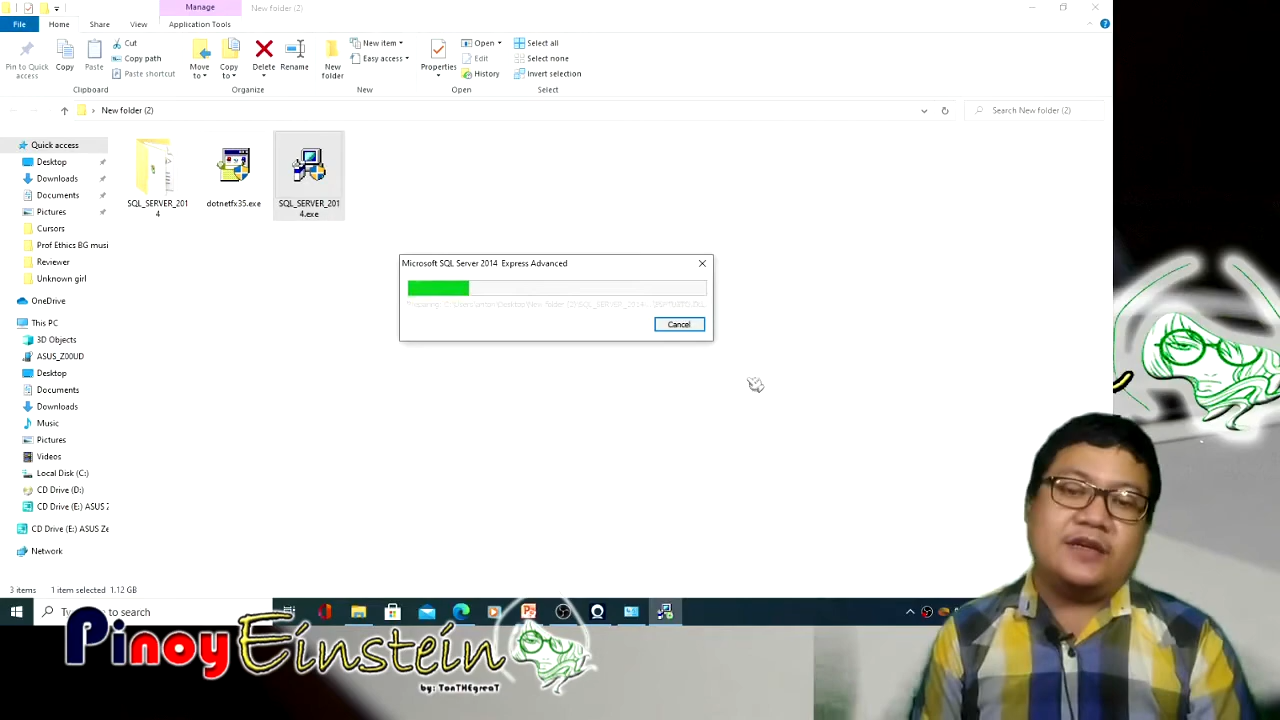 Manage
New folder (2)
File
Home
Share
View
Application Tools
Pin to Quick
access
Copy
Paste
Cut
Copy path
Paste shortcut
Clipboard
Move
to
Copy
to
Delete
Rename
Organize
New
folder
New item
Easy access
New
Properties
Open
Edit
History
Open
Select all
Select none
Invert selection
Select
New folder (2)
Search New folder (2)
Quick access
Desktop
Downloads
Documents
Pictures
Cursors
Prof Ethics BG musi
Reviewer
Unknown girl
OneDrive
This PC
3D Objects
ASUS_Z00UD
Desktop
Documents
Downloads
Music
Pictures
Videos
Local Disk (C:)
CD Drive (D:)
CD Drive (E:) ASUS Z
CD Drive (E:) ASUS Ze
Network
SQL_SERVER_201
4
dotnetfx35.exe
SQL_SERVER_201
4.exe
Microsoft SQL Server 2014 Express Advanced
Cancel
3 items
1 item selected 1.12 GB
Type to search
Pinoy Einstein
by: TonTHEgreaT